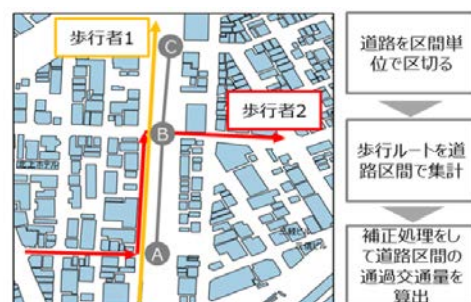 歩行者1
C
歩行者2
B
A
道路を区間単
位で区切る
歩行ルートを道
路区間で集計
補正処理をし
て道路区間の
通過交通量を
算出